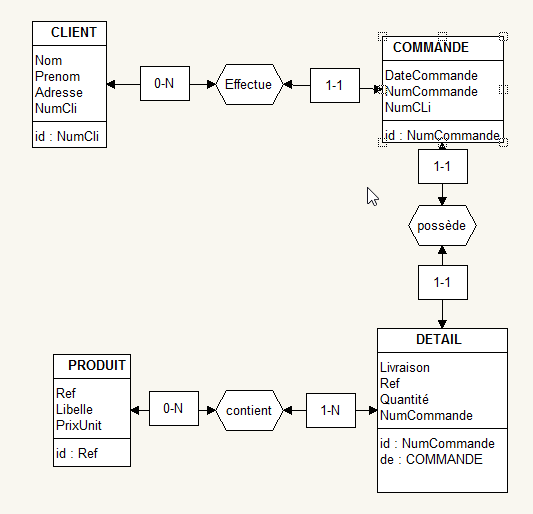 CLIENT
Nom
Prenom
Adresse
NumCli
id : NumCli
0-N
Effectue
1-1
COMMANDE
DateCommande
NumCommande
NumCLi
id : NumCommande
1-1
possède
1-1
PRODUIT
Ref
Libelle
PrixUnit
id : Ref
0-N
contient
1-N
DETAIL
Livraison
Ref
Quantité
NumCommande
id : NumCommande
de : COMMANDE